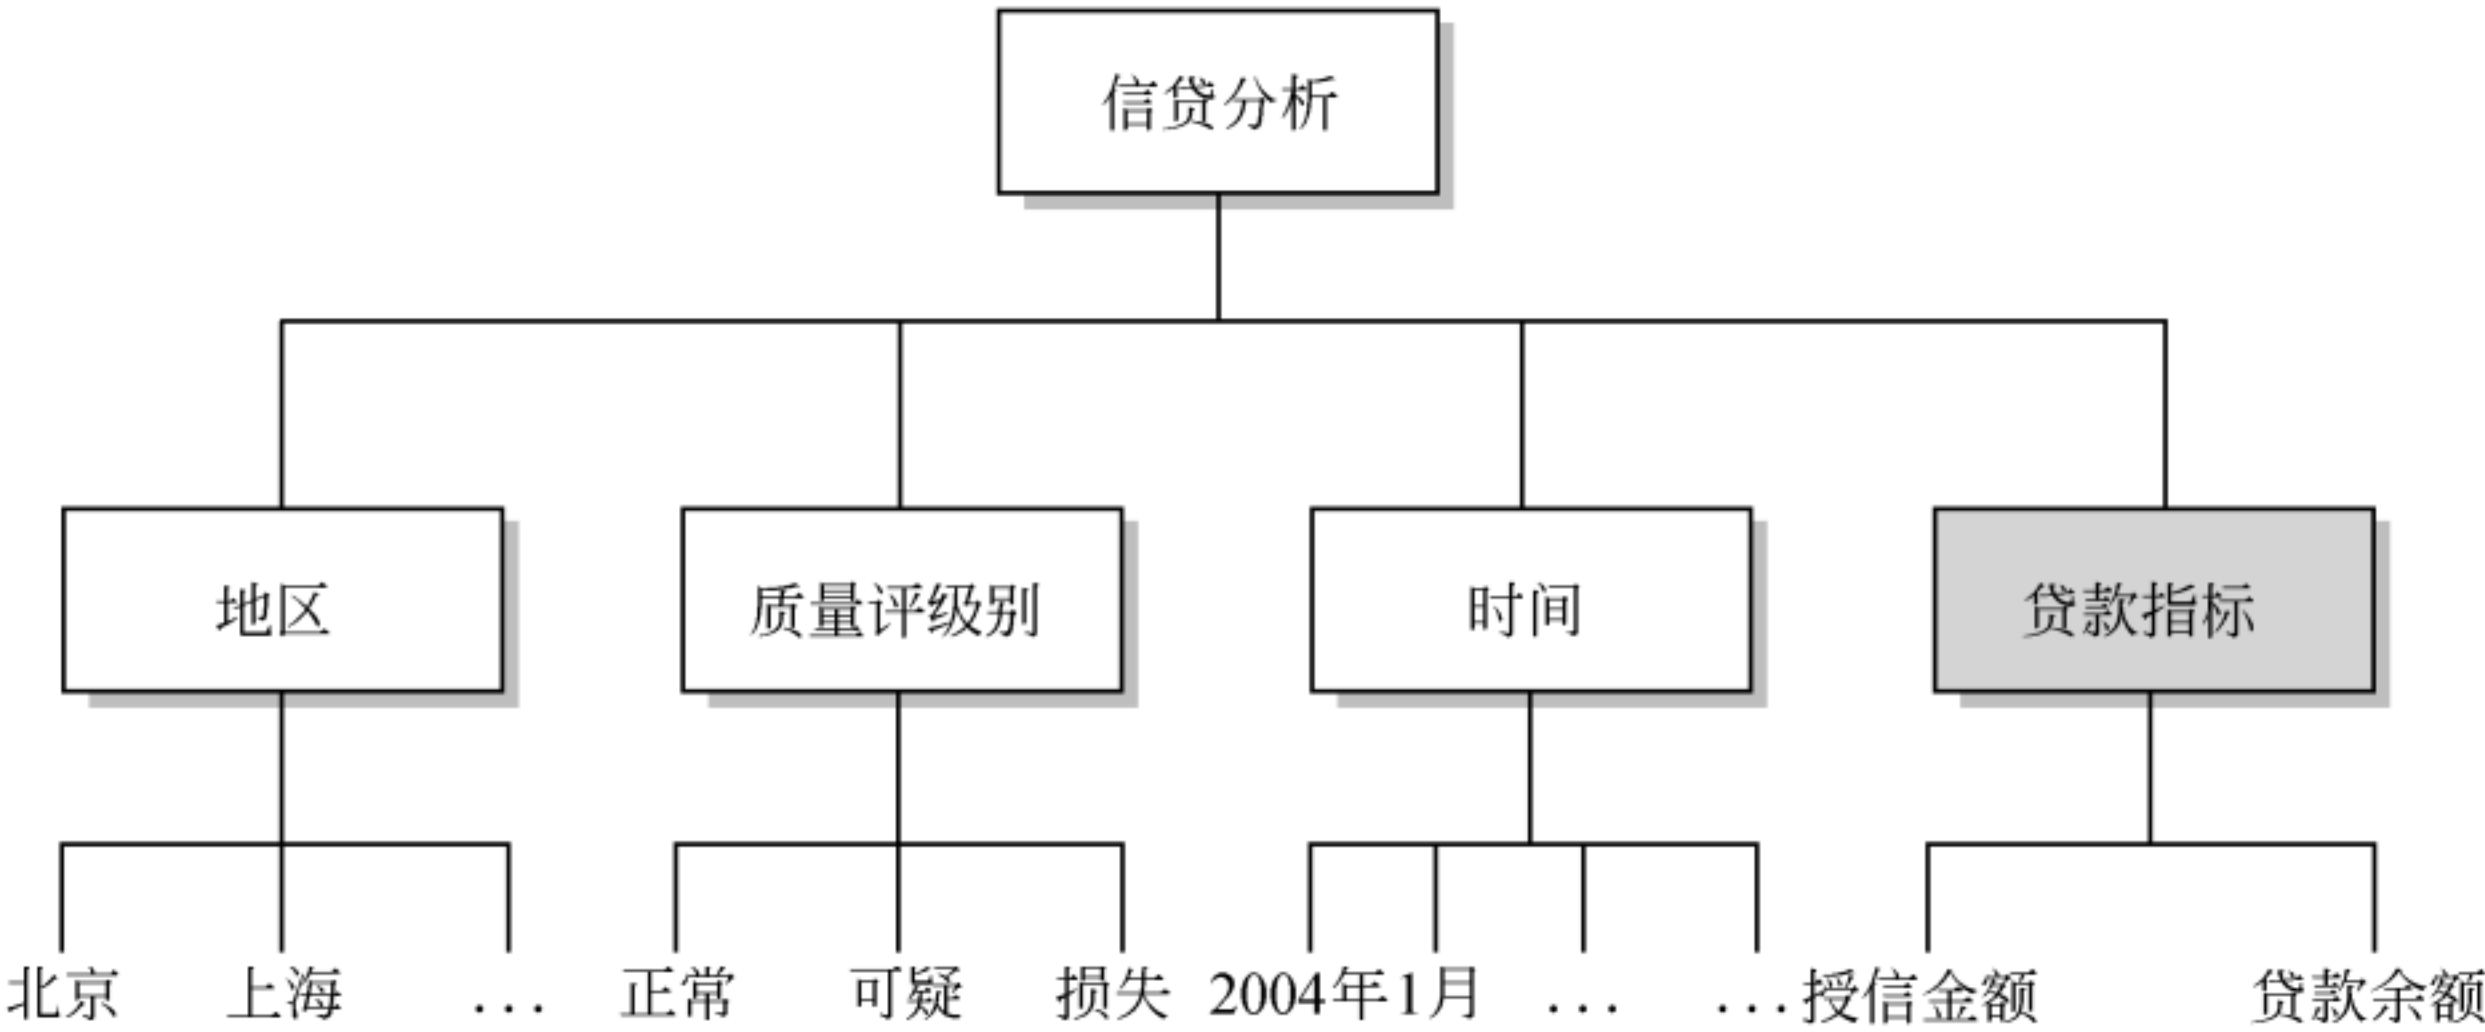 信贷分析
地区
质量评级别
时间
贷款指标
北京
上海
...
正常
可疑
损失
2004年1月
...
...
授信金额
贷款余额